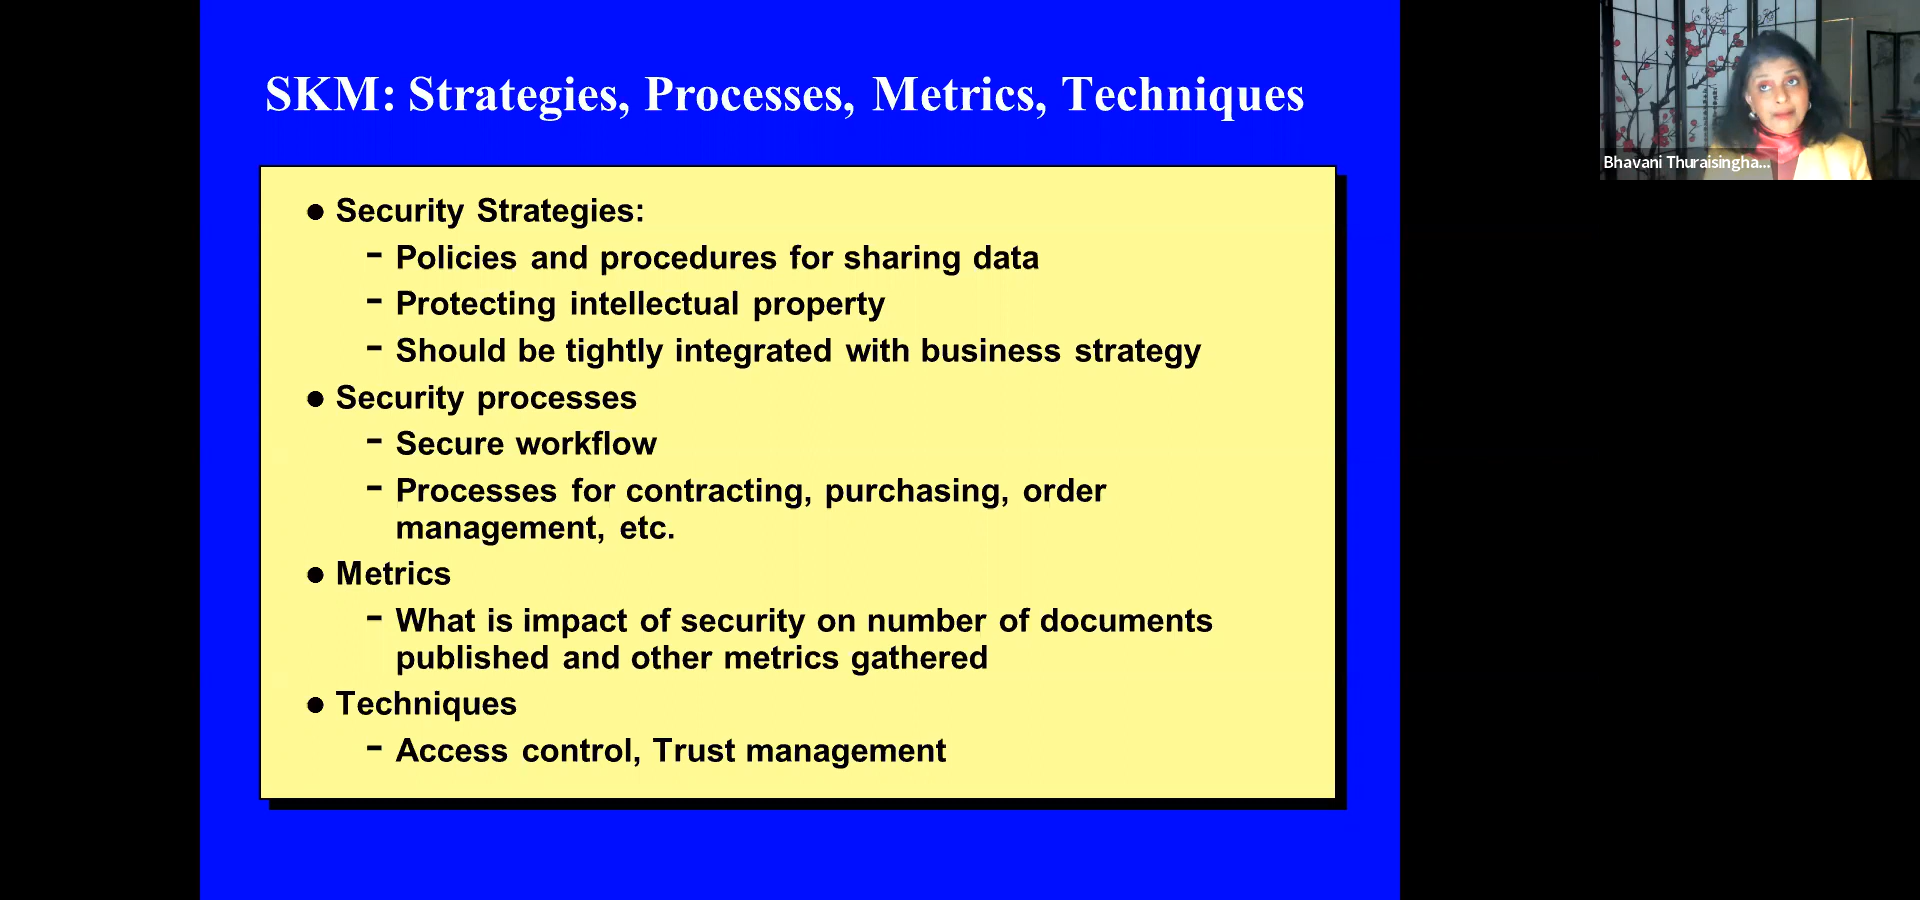 SKM: Strategies, Processes, Metrics, Techniques
● Security Strategies:
- Policies and procedures for sharing data
- Protecting intellectual property
- Should be tightly integrated with business strategy
● Security processes
- Secure workflow
- Processes for contracting, purchasing, order
management, etc.
● Metrics
- What is impact of security on number of documents
published and other metrics gathered
● Techniques
- Access control, Trust management
Bhavani Thuraisingha...